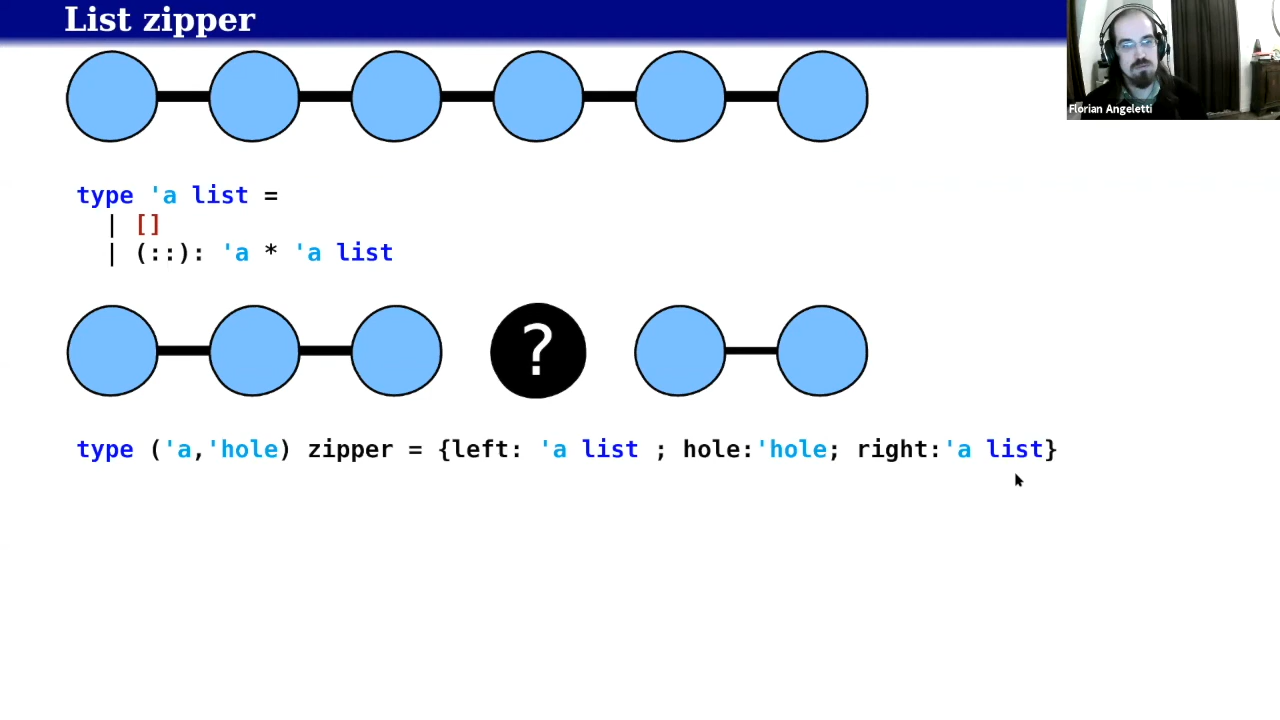 List zipper
Florian Angeletti
type 'a list =
| []
| (::): 'a * 'a list
?
type ('a,'hole) zipper = {left: 'a list ; hole:'hole; right:'a list}